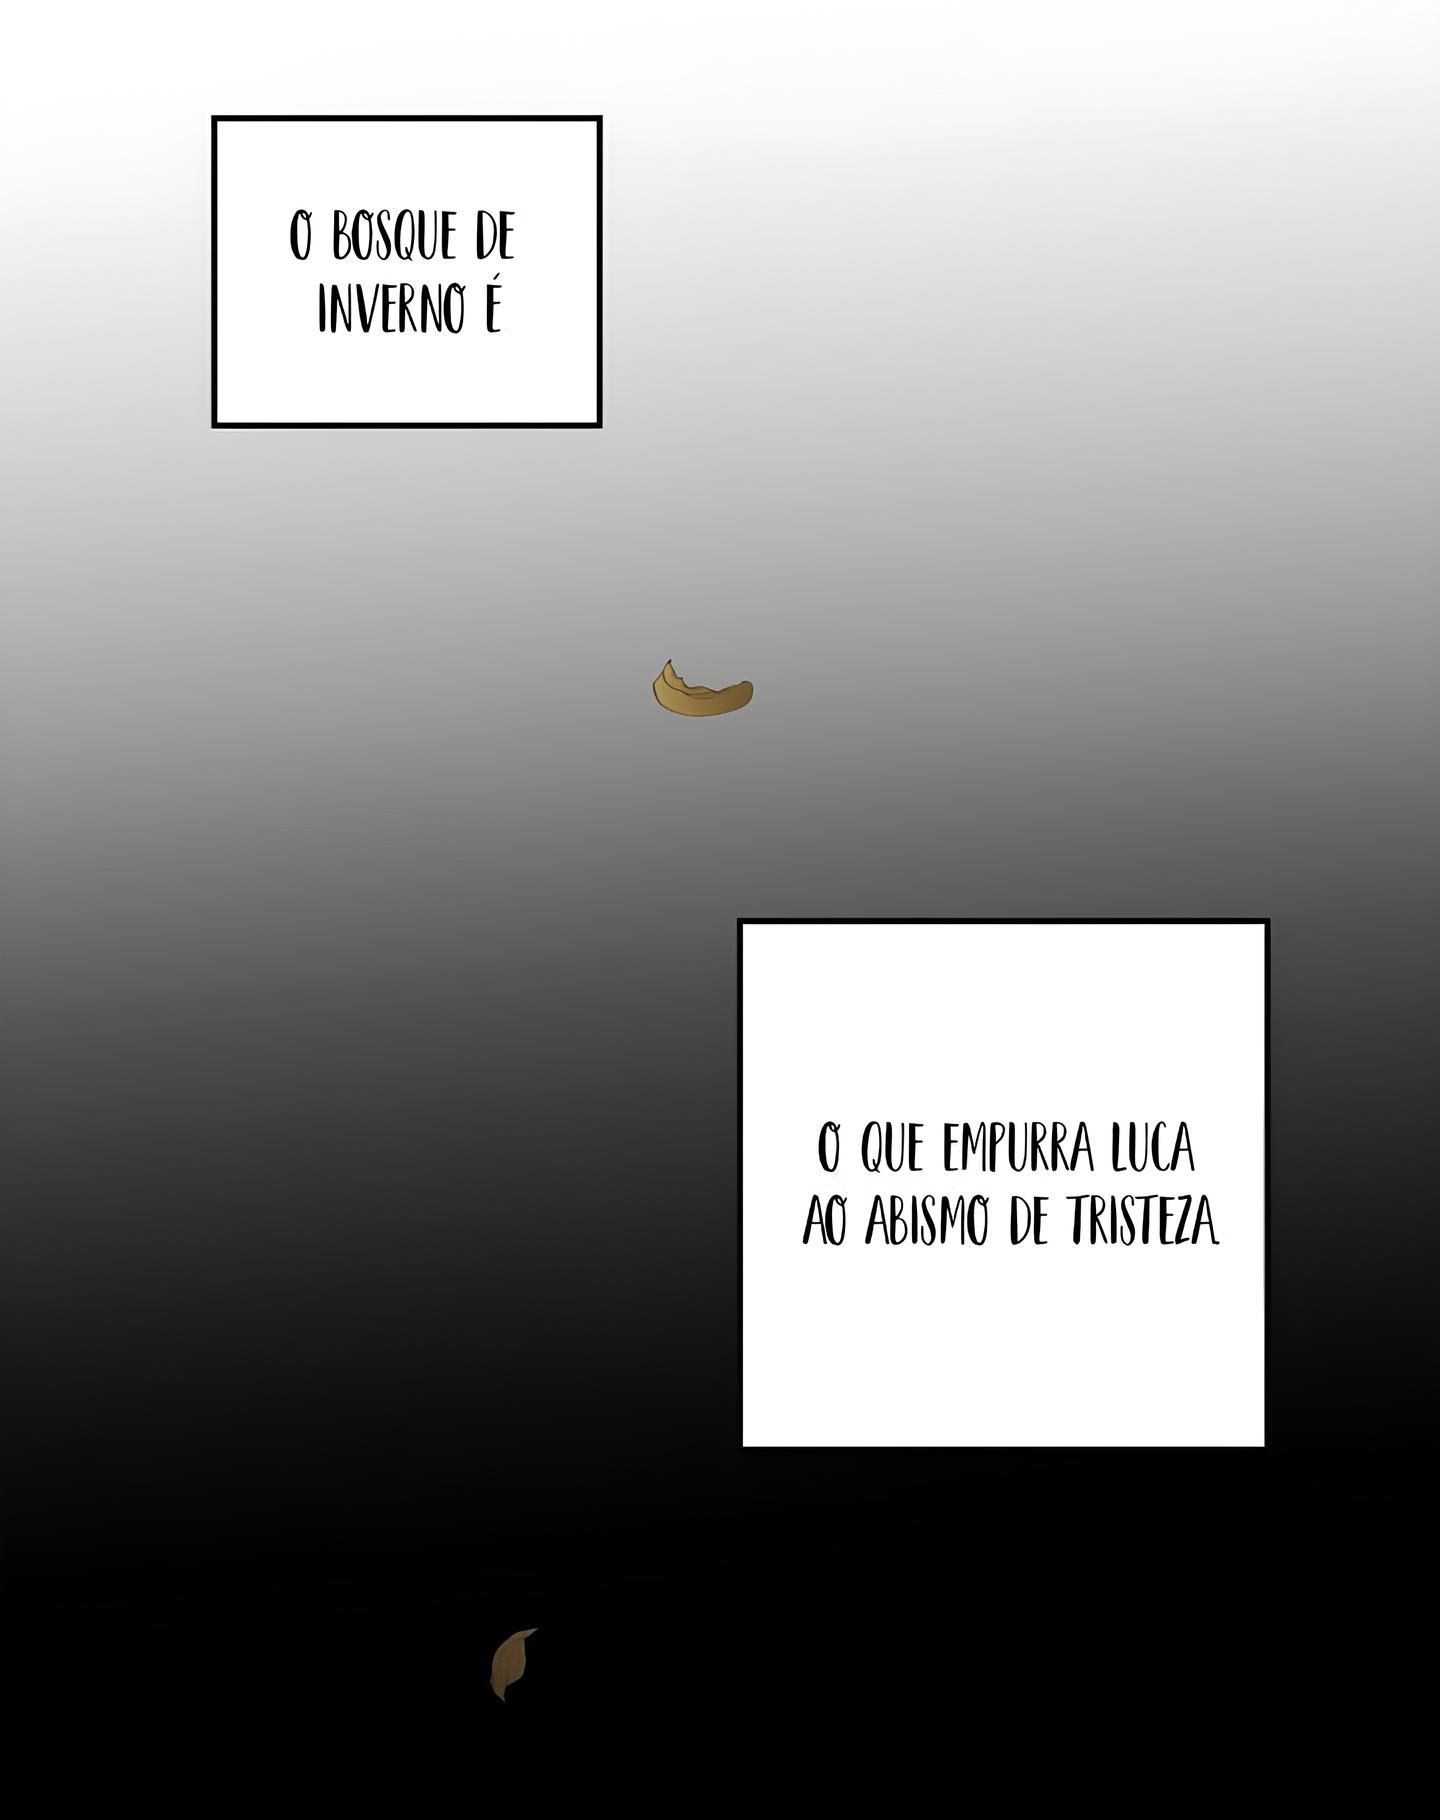 O BOSQUE DE
INVERNO É
O QUE EMPURRA LUCA
AO ABISMO DE TRISTEZA.